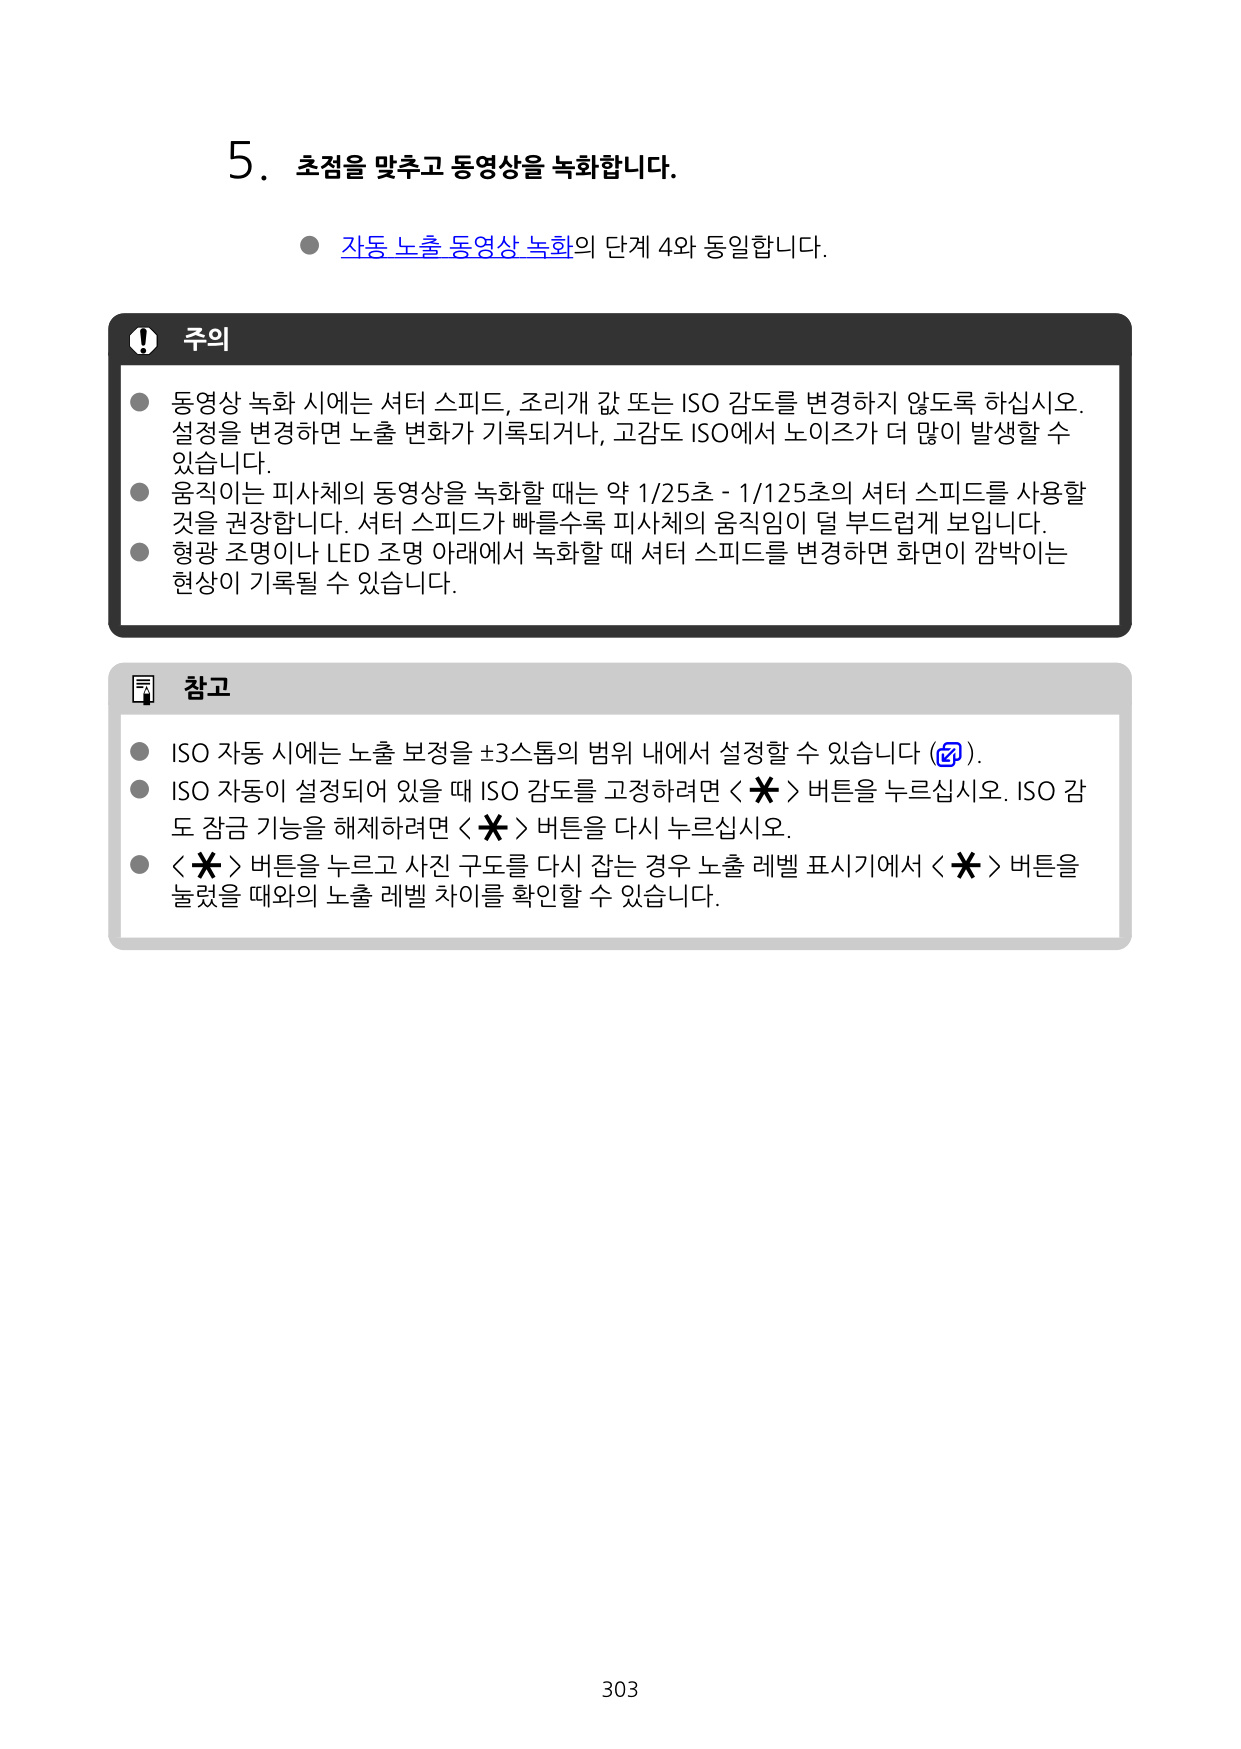 5. 초점을 맞추고 동영상을 녹화합니다.
● 자동 노출 동영상 녹화의 단계 4와 동일합니다.
주의
● 동영상 녹화 시에는 셔터 스피드, 조리개 값 또는 ISO 감도를 변경하지 않도록 하십시오.
설정을 변경하면 노출 변화가 기록되거나, 고감도 ISO에서 노이즈가 더 많이 발생할 수
있습니다.
● 움직이는 피사체의 동영상을 녹화할 때는 약 1/25초 - 1/125초의 셔터 스피드를 사용할
것을 권장합니다. 셔터 스피드가 빠를수록 피사체의 움직임이 덜 부드럽게 보입니다.
● 형광 조명이나 LED 조명 아래에서 녹화할 때 셔터 스피드를 변경하면 화면이 깜박이는
현상이 기록될 수 있습니다.
참고
● ISO 자동 시에는 노출 보정을 ±3스톱의 범위 내에서 설정할 수 있습니다 ( ).
● ISO 자동이 설정되어 있을 때 ISO 감도를 고정하려면 < * > 버튼을 누르십시오. ISO 감
도 잠금 기능을 해제하려면 < * > 버튼을 다시 누르십시오.
● < * > 버튼을 누르고 사진 구도를 다시 잡는 경우 노출 레벨 표시기에서 < * > 버튼을
눌렀을 때와의 노출 레벨 차이를 확인할 수 있습니다.
303